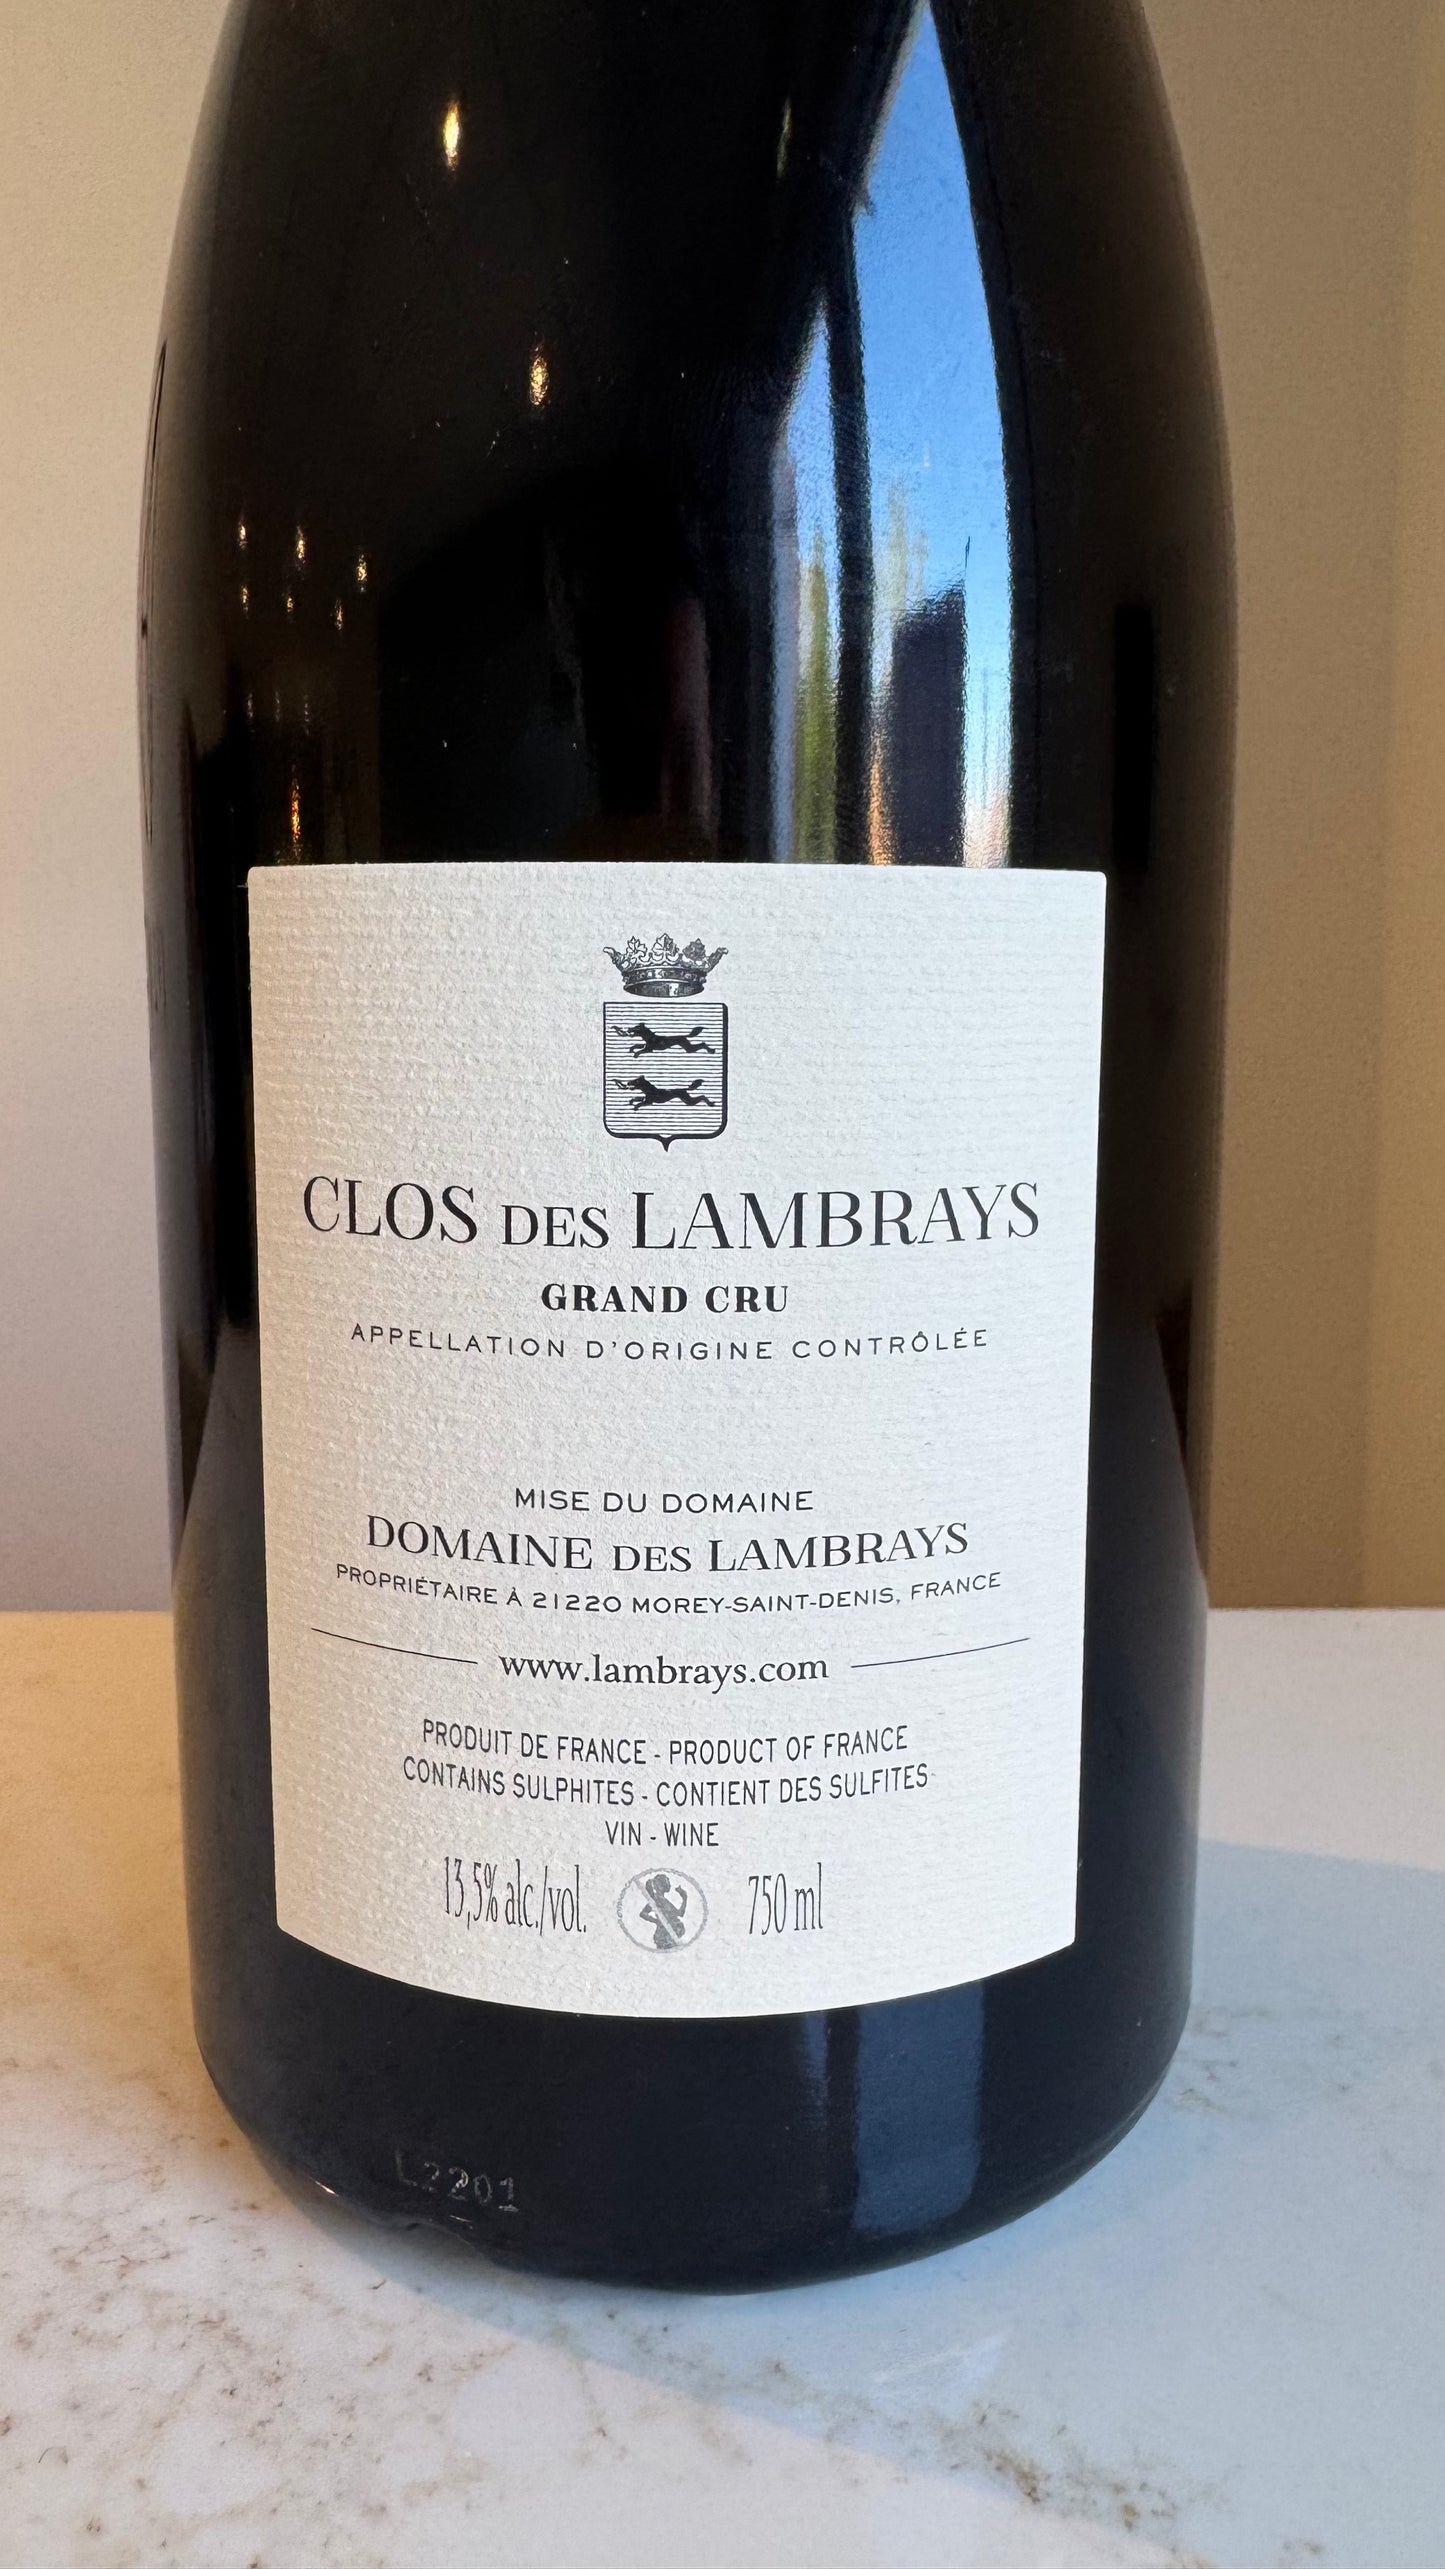 CLOS DES LAMBRAYS
GRAND CRU
APPELLATION D'ORIGINE CONTRÔLÉE
MISE DU DOMAINE
DOMAINE DES LAMBRAYS
PROPRIÉTAIRE À 21220 MOREY-SAINT-DENIS, FRANCE
www.lambrays.com
PRODUIT DE FRANCE - PRODUCT OF FRANCE
CONTAINS SULPHITES - CONTIENT DES SULFITES
VIN - WINE
13,5% alc./vol. 750 ml
L2201